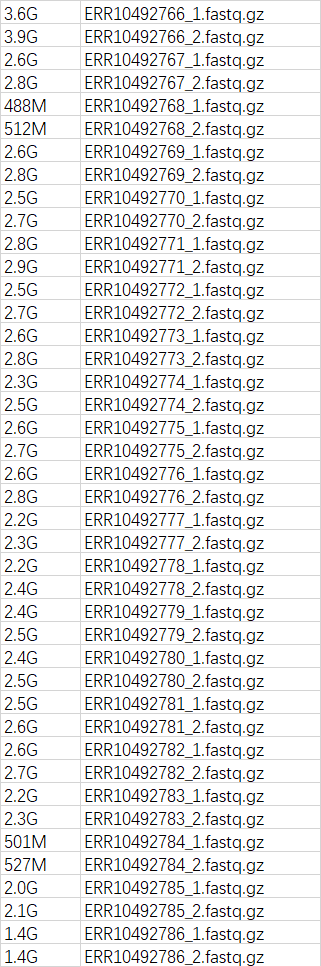 3.6G ERR10492766_1.fastq.gz
3.9G ERR10492766_2.fastq.gz
2.6G ERR10492767_1.fastq.gz
2.8G ERR10492767_2.fastq.gz
488M ERR10492768_1.fastq.gz
512M ERR10492768_2.fastq.gz
2.6G ERR10492769_1.fastq.gz
2.8G ERR10492769_2.fastq.gz
2.5G ERR10492770_1.fastq.gz
2.7G ERR10492770_2.fastq.gz
2.8G ERR10492771_1.fastq.gz
2.9G ERR10492771_2.fastq.gz
2.5G ERR10492772_1.fastq.gz
2.7G ERR10492772_2.fastq.gz
2.6G ERR10492773_1.fastq.gz
2.8G ERR10492773_2.fastq.gz
2.3G ERR10492774_1.fastq.gz
2.5G ERR10492774_2.fastq.gz
2.6G ERR10492775_1.fastq.gz
2.7G ERR10492775_2.fastq.gz
2.6G ERR10492776_1.fastq.gz
2.8G ERR10492776_2.fastq.gz
2.2G ERR10492777_1.fastq.gz
2.3G ERR10492777_2.fastq.gz
2.2G ERR10492778_1.fastq.gz
2.4G ERR10492778_2.fastq.gz
2.4G ERR10492779_1.fastq.gz
2.5G ERR10492779_2.fastq.gz
2.4G ERR10492780_1.fastq.gz
2.5G ERR10492780_2.fastq.gz
2.5G ERR10492781_1.fastq.gz
2.6G ERR10492781_2.fastq.gz
2.6G ERR10492782_1.fastq.gz
2.7G ERR10492782_2.fastq.gz
2.2G ERR10492783_1.fastq.gz
2.3G ERR10492783_2.fastq.gz
501M ERR10492784_1.fastq.gz
527M ERR10492784_2.fastq.gz
2.0G ERR10492785_1.fastq.gz
2.1G ERR10492785_2.fastq.gz
1.4G ERR10492786_1.fastq.gz
1.4G ERR10492786_2.fastq.gz